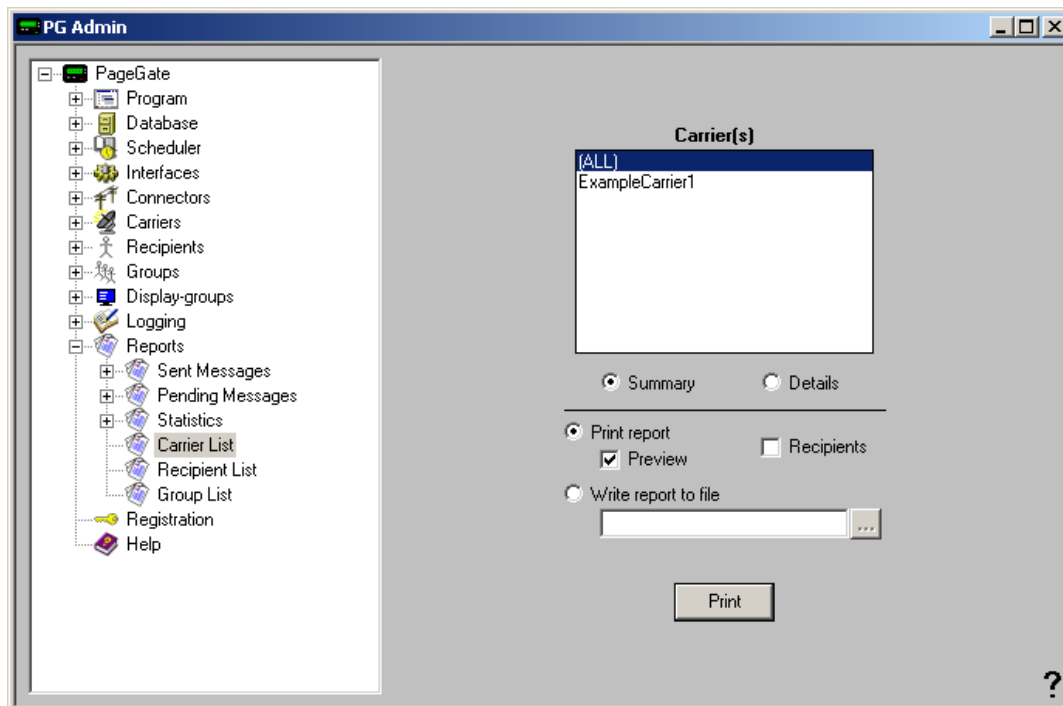 PG Admin
PageGate
Program
Database
Scheduler
Interfaces
Connectors
Carriers
Recipients
Groups
Display-groups
Logging
Reports
Sent Messages
Pending Messages
Statistics
Carrier List
Recipient List
Group List
Registration
Help
Carrier(s)
(ALL)
ExampleCarrier1
Summary Details
Print report
Preview Recipients
Write report to file
...
Print
?